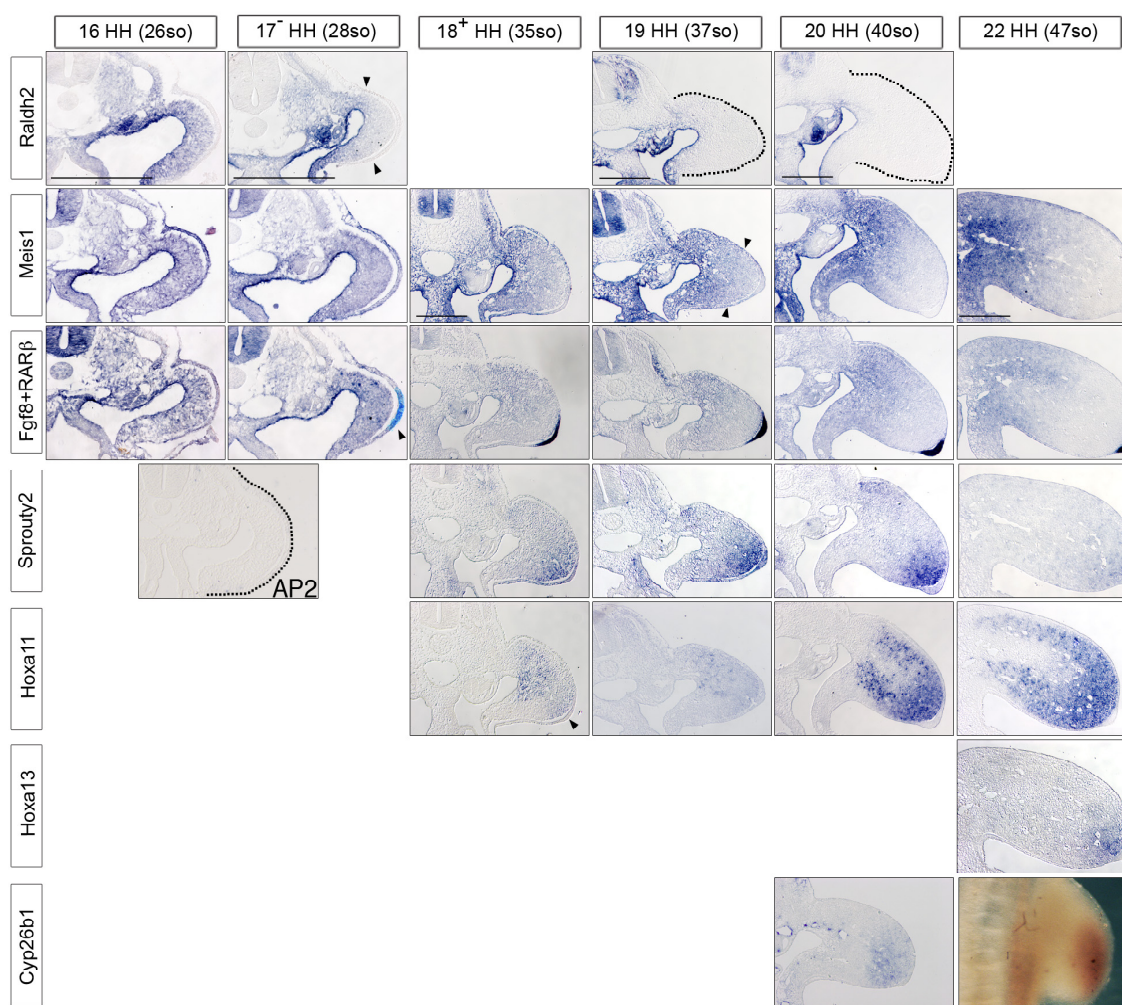 16 HH (26so)
17⁻ HH (28so)
18⁺ HH (35so)
19 HH (37so)
20 HH (40so)
22 HH (47so)
Raldh2
Meis1
Fgf8+RARβ
Sprouty2
AP2
Hoxa11
Hoxa13
Cyp26b1